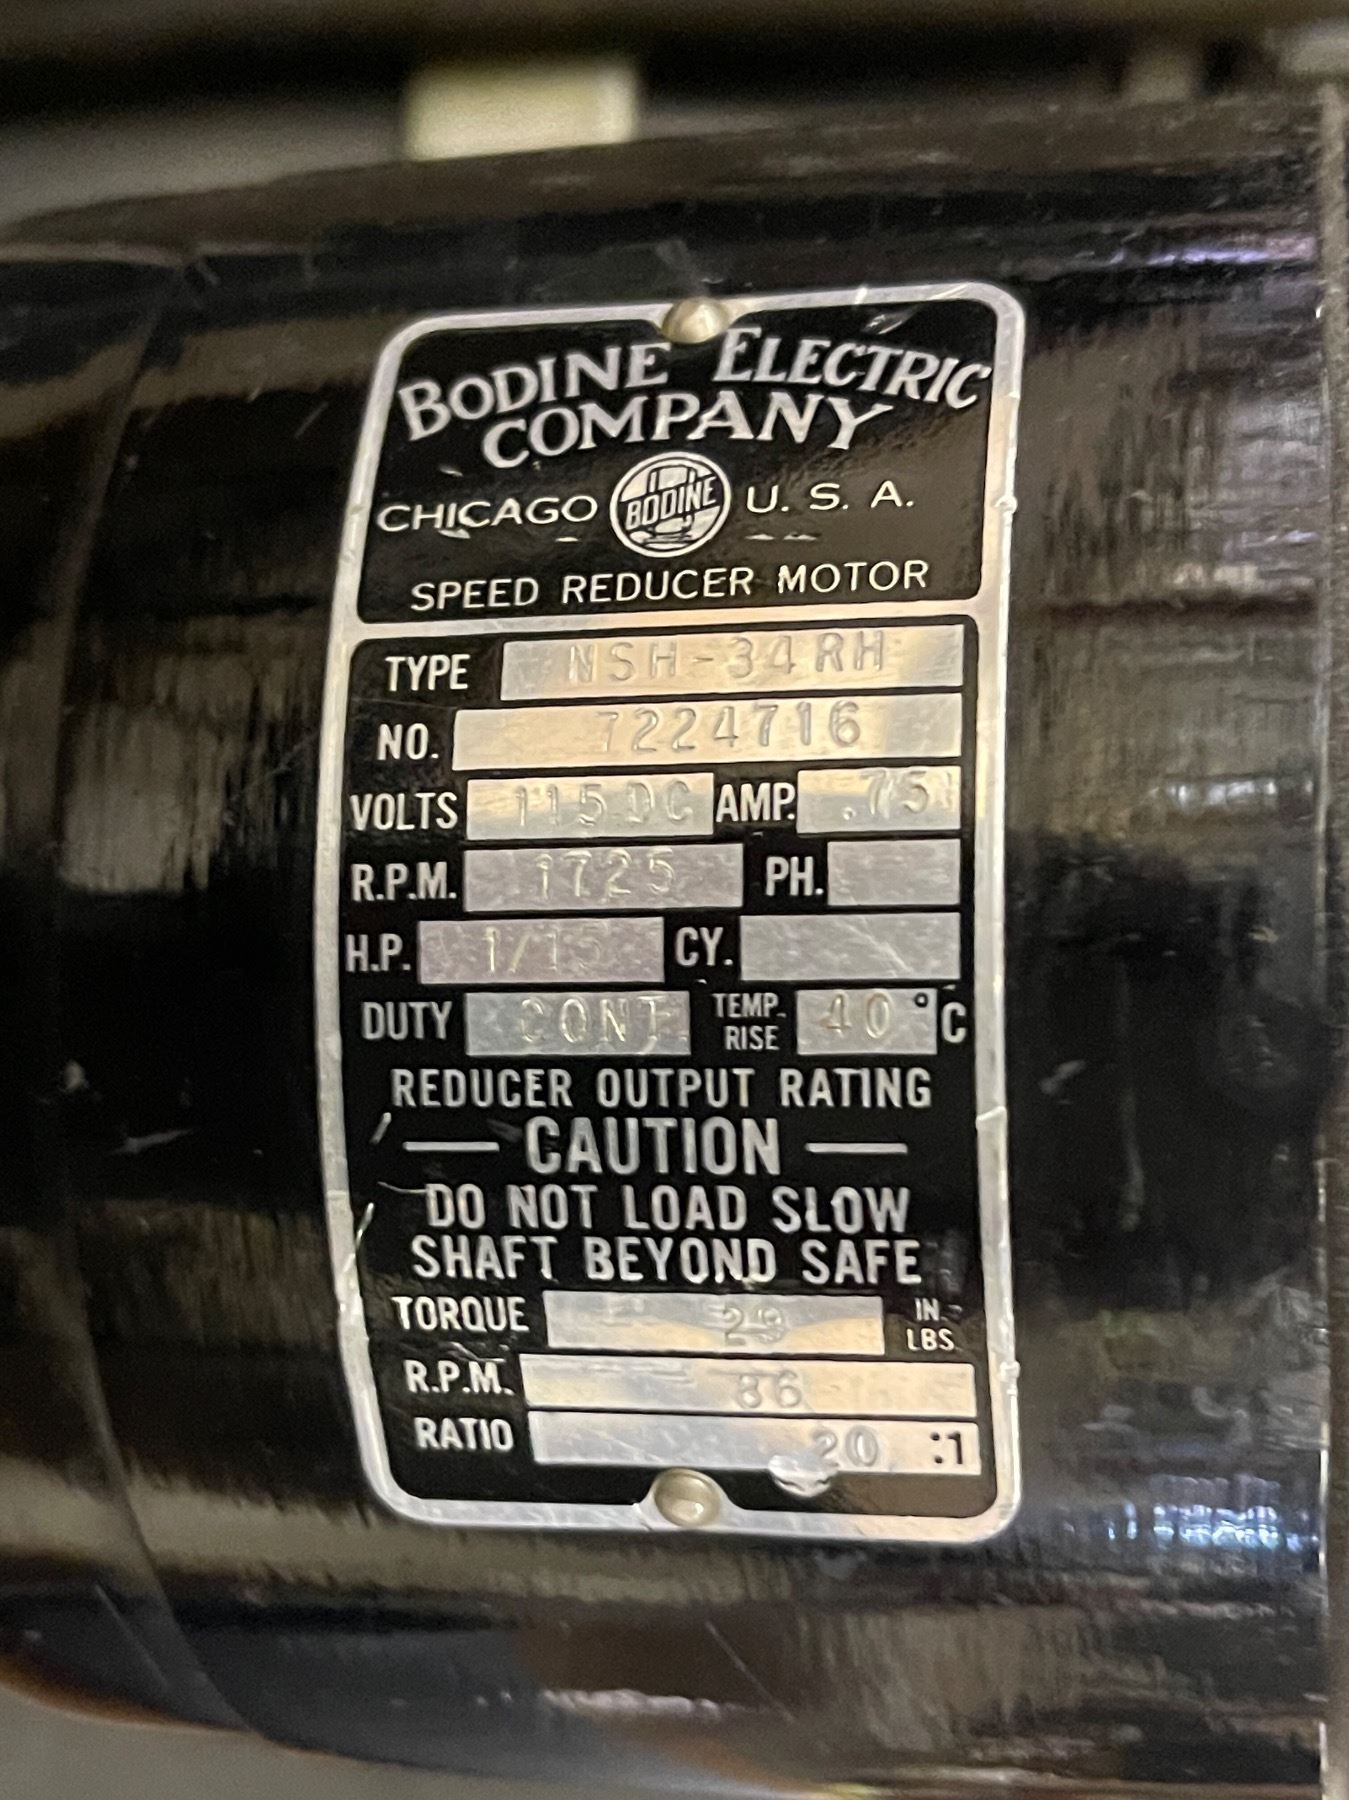 BODINE ELECTRIC
COMPANY
CHICAGO BODINE U. S. A.
SPEED REDUCER MOTOR
TYPE NSH-34RH
NO. 7224716
VOLTS 115DC AMP. .75
R.P.M. 1725 PH.
H.P. 1/15 CY.
DUTY CONT TEMP. RISE 40°C
REDUCER OUTPUT RATING
— CAUTION —
DO NOT LOAD SLOW
SHAFT BEYOND SAFE
TORQUE 29 IN. LBS.
R.P.M. 86
RATIO 20 :1